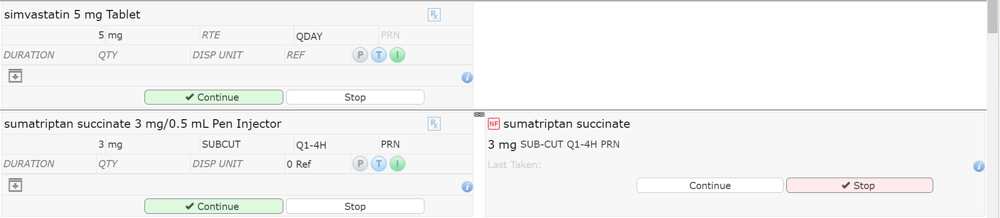 simvastatin 5 mg Tablet Rx
5 mg RTE QDAY PRN
DURATION QTY DISP UNIT REF P T I
i
Continue Stop
sumatriptan succinate 3 mg/0.5 mL Pen Injector Rx
3 mg SUBCUT Q1-4H PRN
DURATION QTY DISP UNIT 0 Ref P T I
i
Continue Stop
NF sumatriptan succinate
3 mg SUB-CUT Q1-4H PRN
Last Taken:
i
Continue Stop